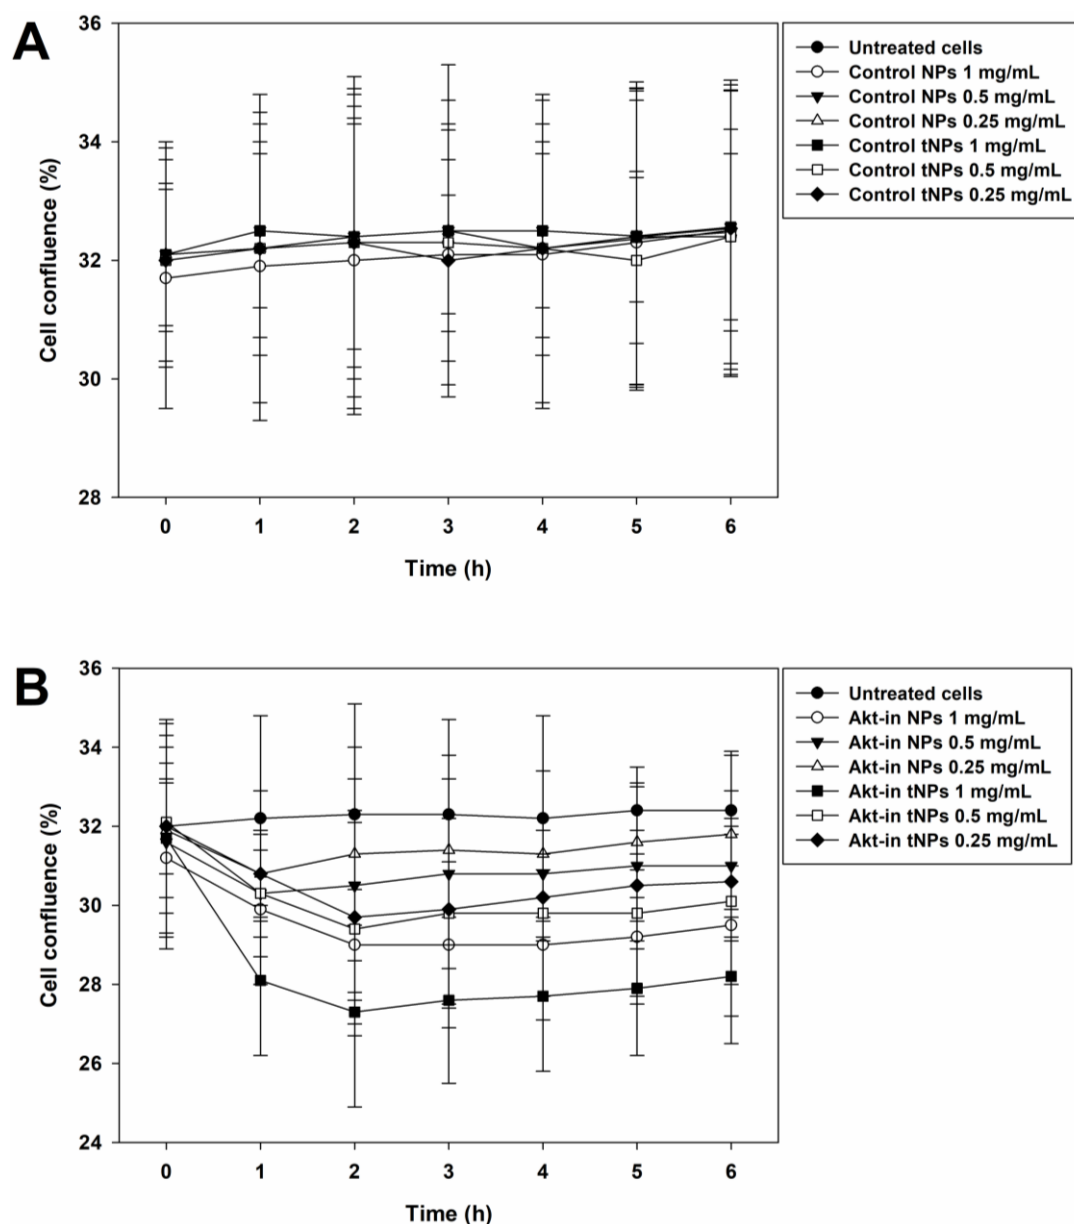 A
36
34
32
30
28
Cell confluence (%)
0 1 2 3 4 5 6
Time (h)
Untreated cells
Control NPs 1 mg/mL
Control NPs 0.5 mg/mL
Control NPs 0.25 mg/mL
Control tNPs 1 mg/mL
Control tNPs 0.5 mg/mL
Control tNPs 0.25 mg/mL
B
36
34
32
30
28
26
24
Cell confluence (%)
0 1 2 3 4 5 6
Time (h)
Untreated cells
Akt-in NPs 1 mg/mL
Akt-in NPs 0.5 mg/mL
Akt-in NPs 0.25 mg/mL
Akt-in tNPs 1 mg/mL
Akt-in tNPs 0.5 mg/mL
Akt-in tNPs 0.25 mg/mL